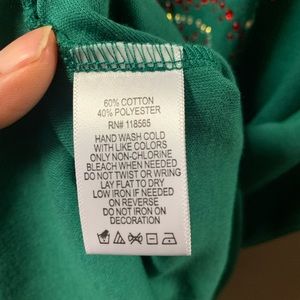 60% COTTON
40% POLYESTER
RN# 118565
HAND WASH COLD
WITH LIKE COLORS
ONLY NON-CHLORINE
BLEACH WHEN NEEDED
DO NOT TWIST OR WRING
LAY FLAT TO DRY
LOW IRON IF NEEDED
ON REVERSE
DO NOT IRON ON
DECORATION